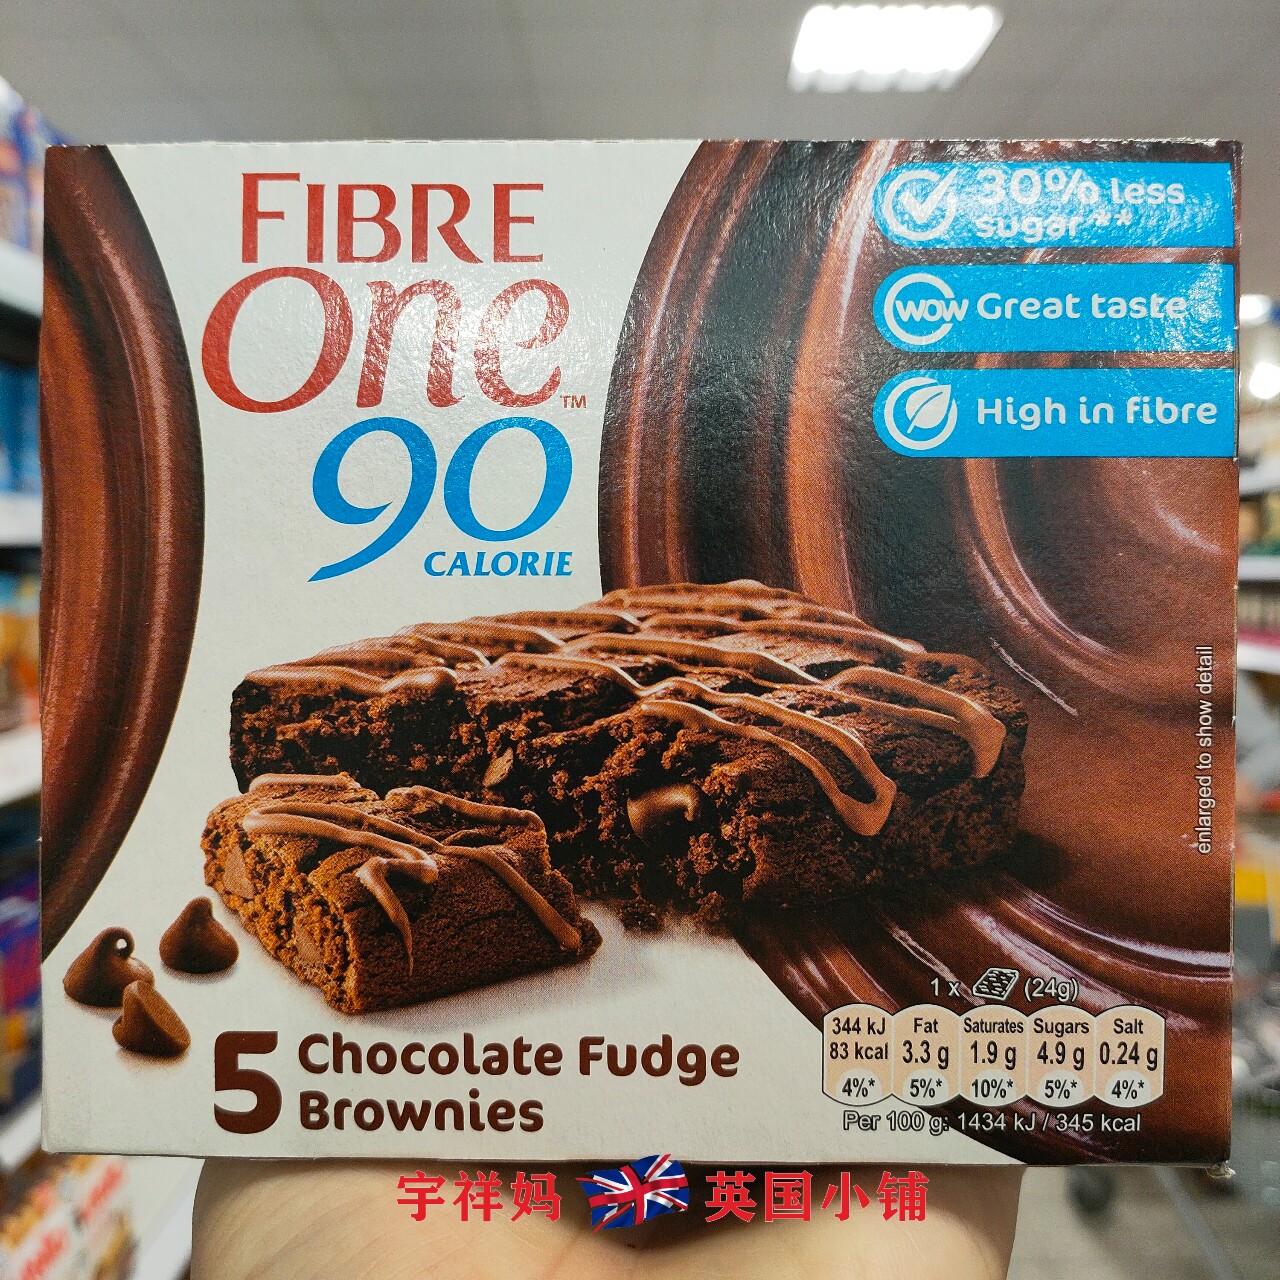 FIBRE
One™
90
CALORIE
30% less
sugar**
WOW Great taste
High in fibre
enlarged to show detail
5 Chocolate Fudge
Brownies
1 x (24g)
344 kJ Fat Saturates Sugars Salt
83 kcal 3.3 g 1.9 g 4.9 g 0.24 g
4%* 5%* 10%* 5%* 4%*
Per 100 g: 1434 kJ / 345 kcal
宇祥妈 英国小铺